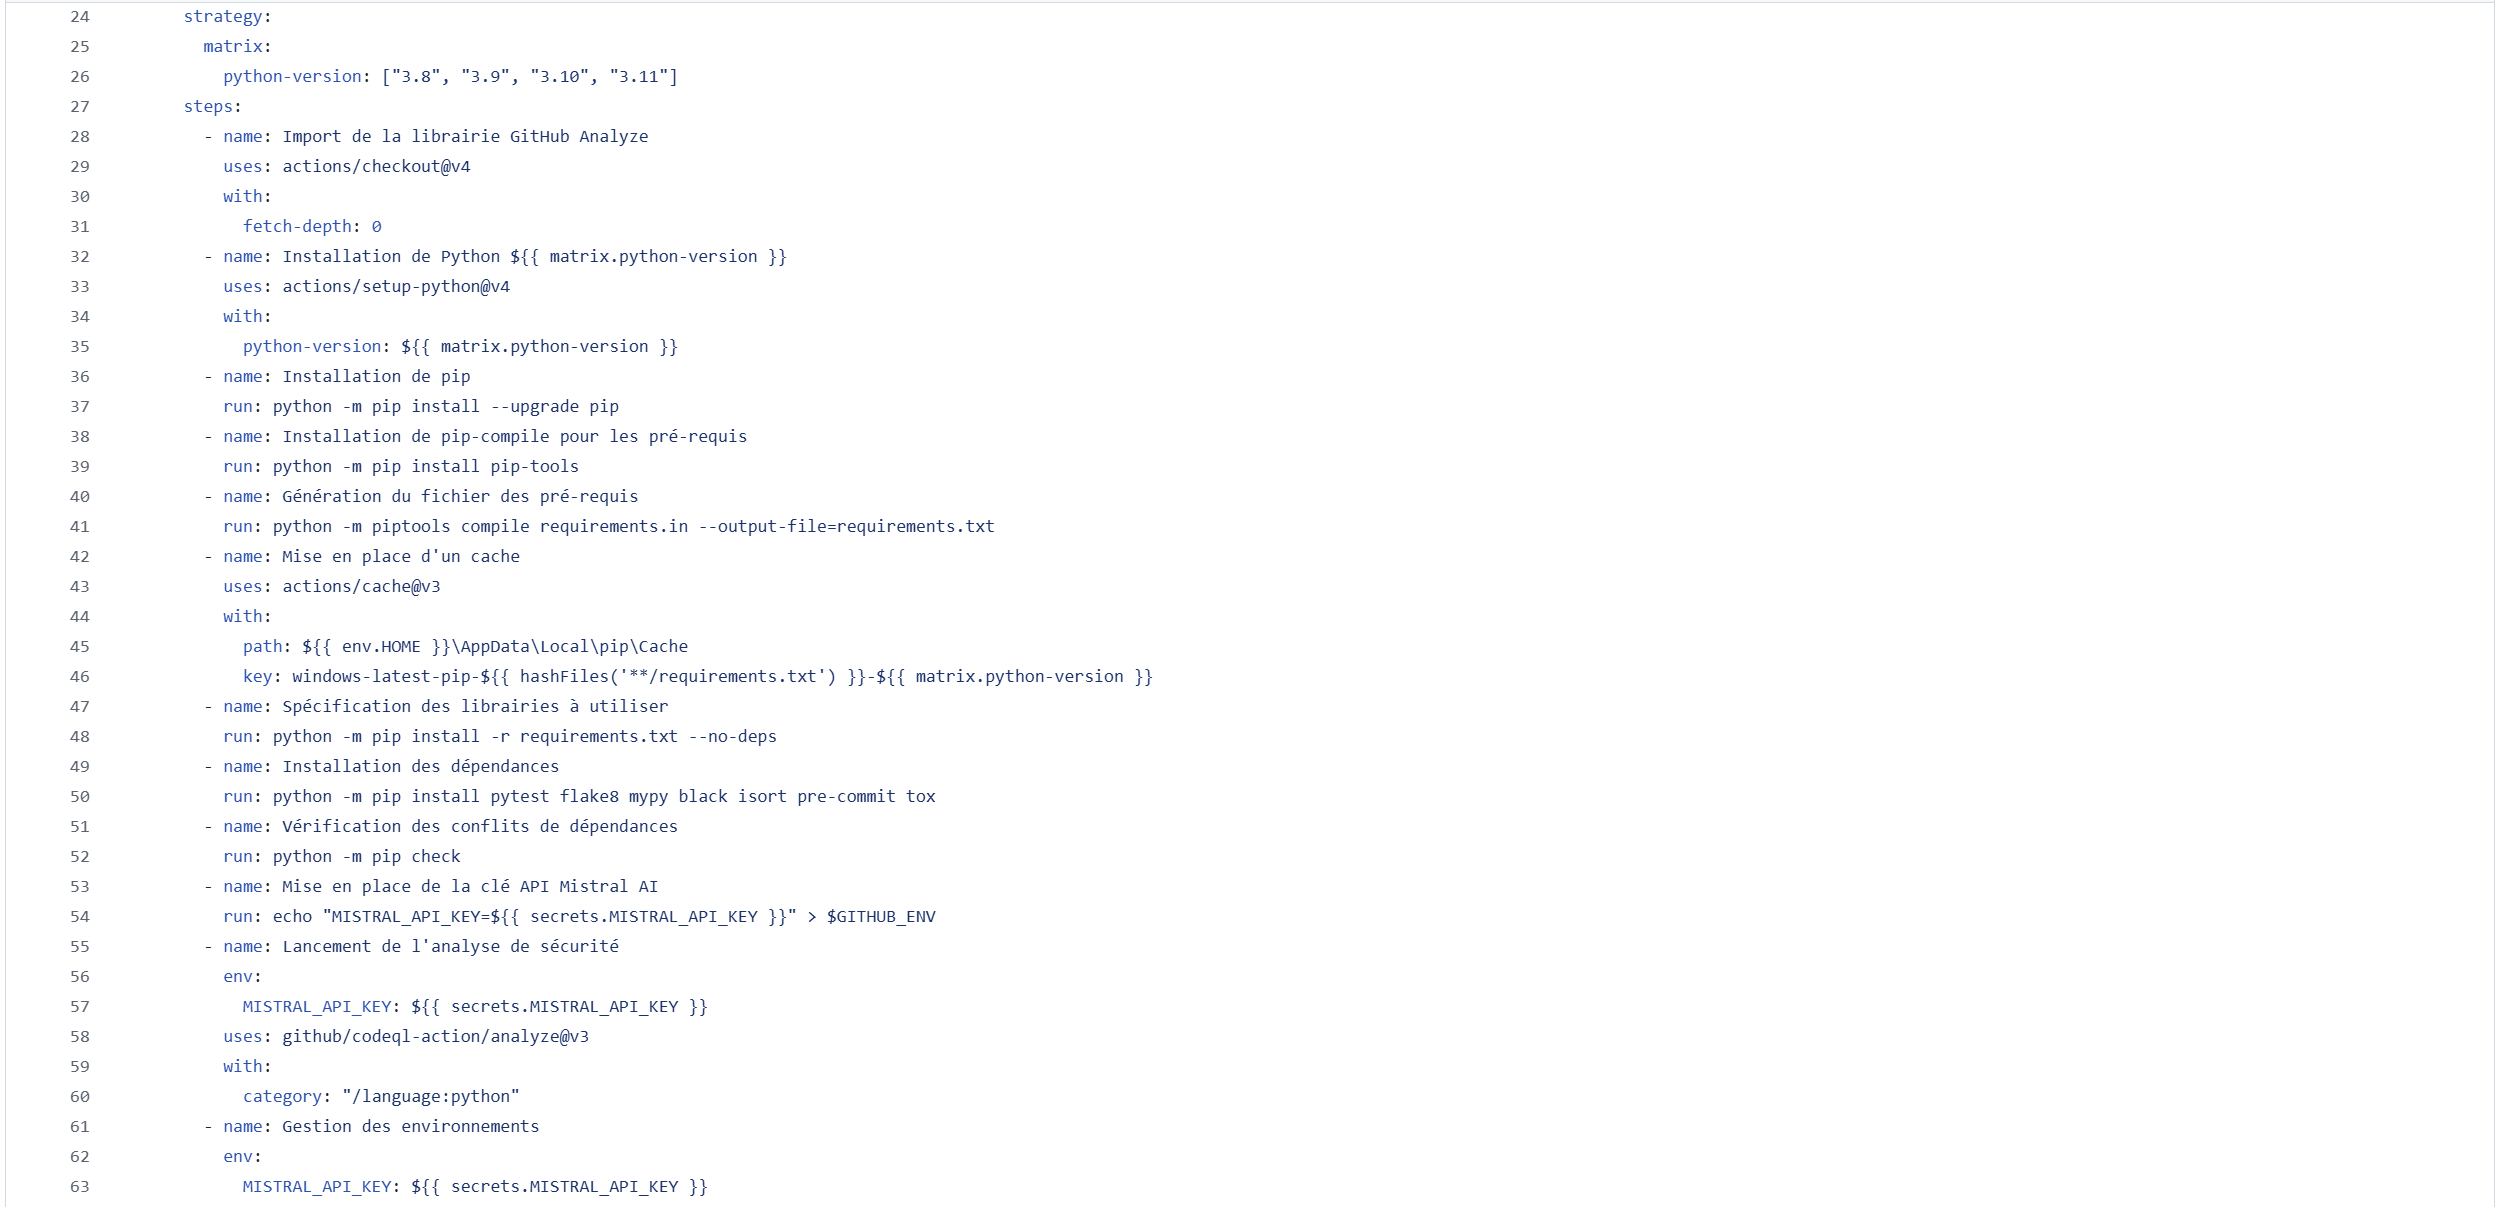 24 strategy:
25 matrix:
26 python-version: ["3.8", "3.9", "3.10", "3.11"]
27 steps:
28 - name: Import de la librairie GitHub Analyze
29 uses: actions/checkout@v4
30 with:
31 fetch-depth: 0
32 - name: Installation de Python ${{ matrix.python-version }}
33 uses: actions/setup-python@v4
34 with:
35 python-version: ${{ matrix.python-version }}
36 - name: Installation de pip
37 run: python -m pip install --upgrade pip
38 - name: Installation de pip-compile pour les pré-requis
39 run: python -m pip install pip-tools
40 - name: Génération du fichier des pré-requis
41 run: python -m piptools compile requirements.in --output-file=requirements.txt
42 - name: Mise en place d'un cache
43 uses: actions/cache@v3
44 with:
45 path: ${{ env.HOME }}\AppData\Local\pip\Cache
46 key: windows-latest-pip-${{ hashFiles('**/requirements.txt') }}-${{ matrix.python-version }}
47 - name: Spécification des librairies à utiliser
48 run: python -m pip install -r requirements.txt --no-deps
49 - name: Installation des dépendances
50 run: python -m pip install pytest flake8 mypy black isort pre-commit tox
51 - name: Vérification des conflits de dépendances
52 run: python -m pip check
53 - name: Mise en place de la clé API Mistral AI
54 run: echo "MISTRAL_API_KEY=${{ secrets.MISTRAL_API_KEY }}" > $GITHUB_ENV
55 - name: Lancement de l'analyse de sécurité
56 env:
57 MISTRAL_API_KEY: ${{ secrets.MISTRAL_API_KEY }}
58 uses: github/codeql-action/analyze@v3
59 with:
60 category: "/language:python"
61 - name: Gestion des environnements
62 env:
63 MISTRAL_API_KEY: ${{ secrets.MISTRAL_API_KEY }}